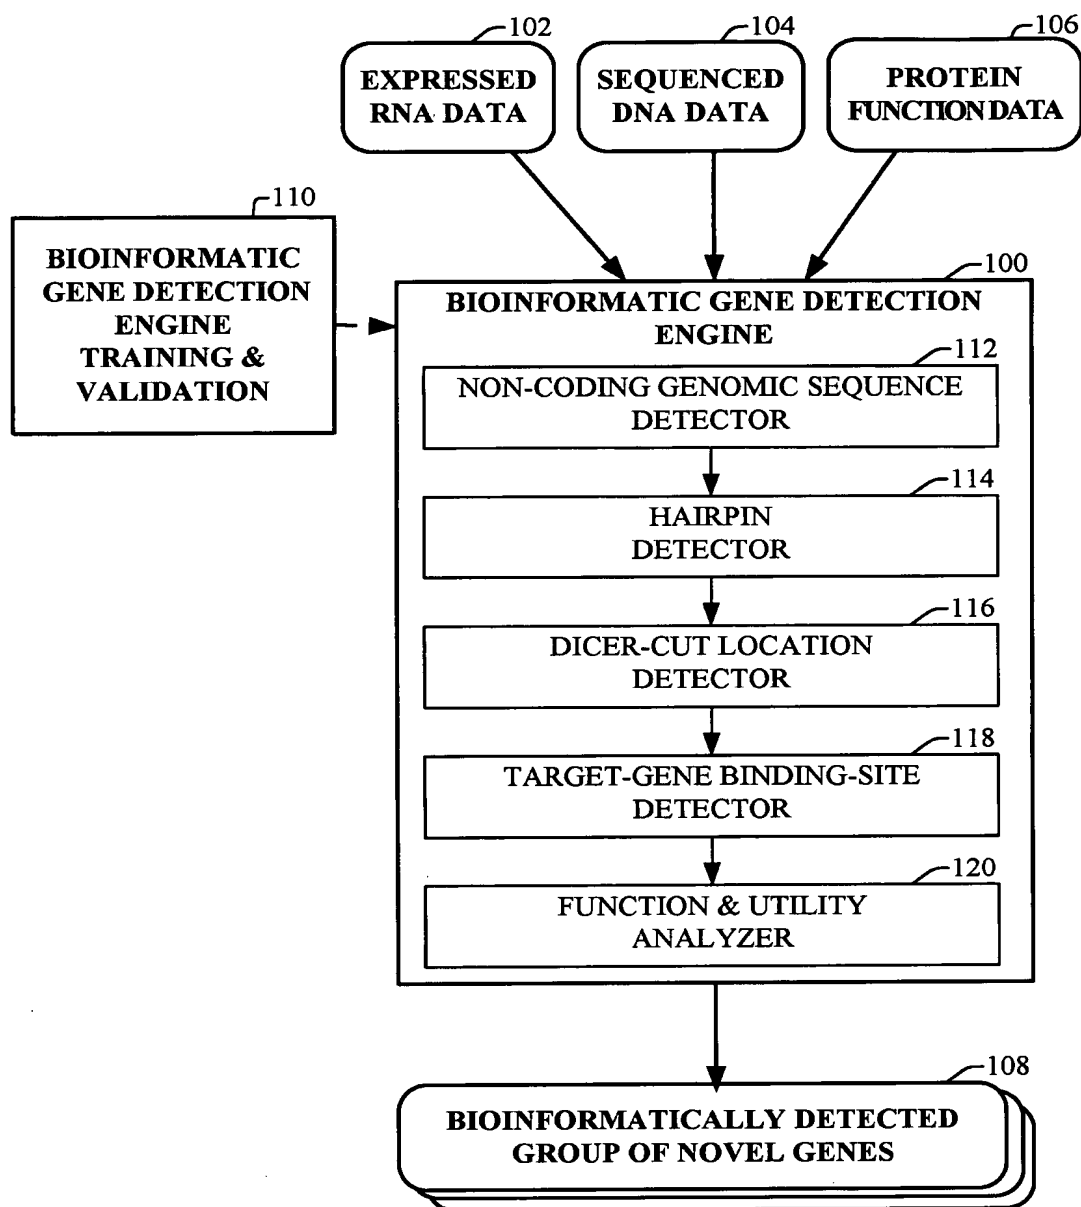 102
EXPRESSED
RNA DATA
104
SEQUENCED
DNA DATA
106
PROTEIN
FUNCTION DATA
110
BIOINFORMATIC
GENE DETECTION
ENGINE
TRAINING &
VALIDATION
100
BIOINFORMATIC GENE DETECTION
ENGINE
112
NON-CODING GENOMIC SEQUENCE
DETECTOR
114
HAIRPIN
DETECTOR
116
DICER-CUT LOCATION
DETECTOR
118
TARGET-GENE BINDING-SITE
DETECTOR
120
FUNCTION & UTILITY
ANALYZER
108
BIOINFORMATICALLY DETECTED
GROUP OF NOVEL GENES